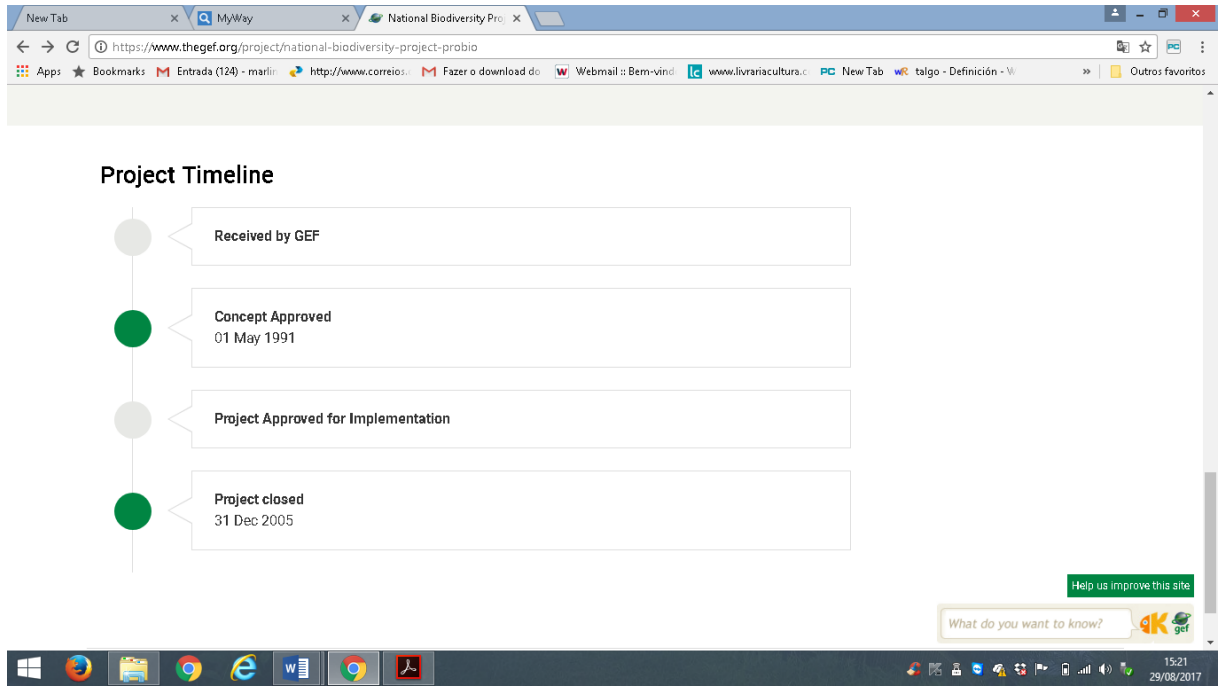 New Tab
MyWay
National Biodiversity Pro
https://www.thegef.org/project/national-biodiversity-project-probio
Apps
Bookmarks
Entrada (124) - marlin
http://www.correios.
Fazer o download do
Webmail :: Bem-vind
www.livrariacultura.c
PC New Tab
wR talgo - Definición - W
»
Outros favoritos
Project Timeline
Received by GEF
Concept Approved
01 May 1991
Project Approved for Implementation
Project closed
31 Dec 2005
Help us improve this site
What do you want to know?
gef
15:21
29/08/2017